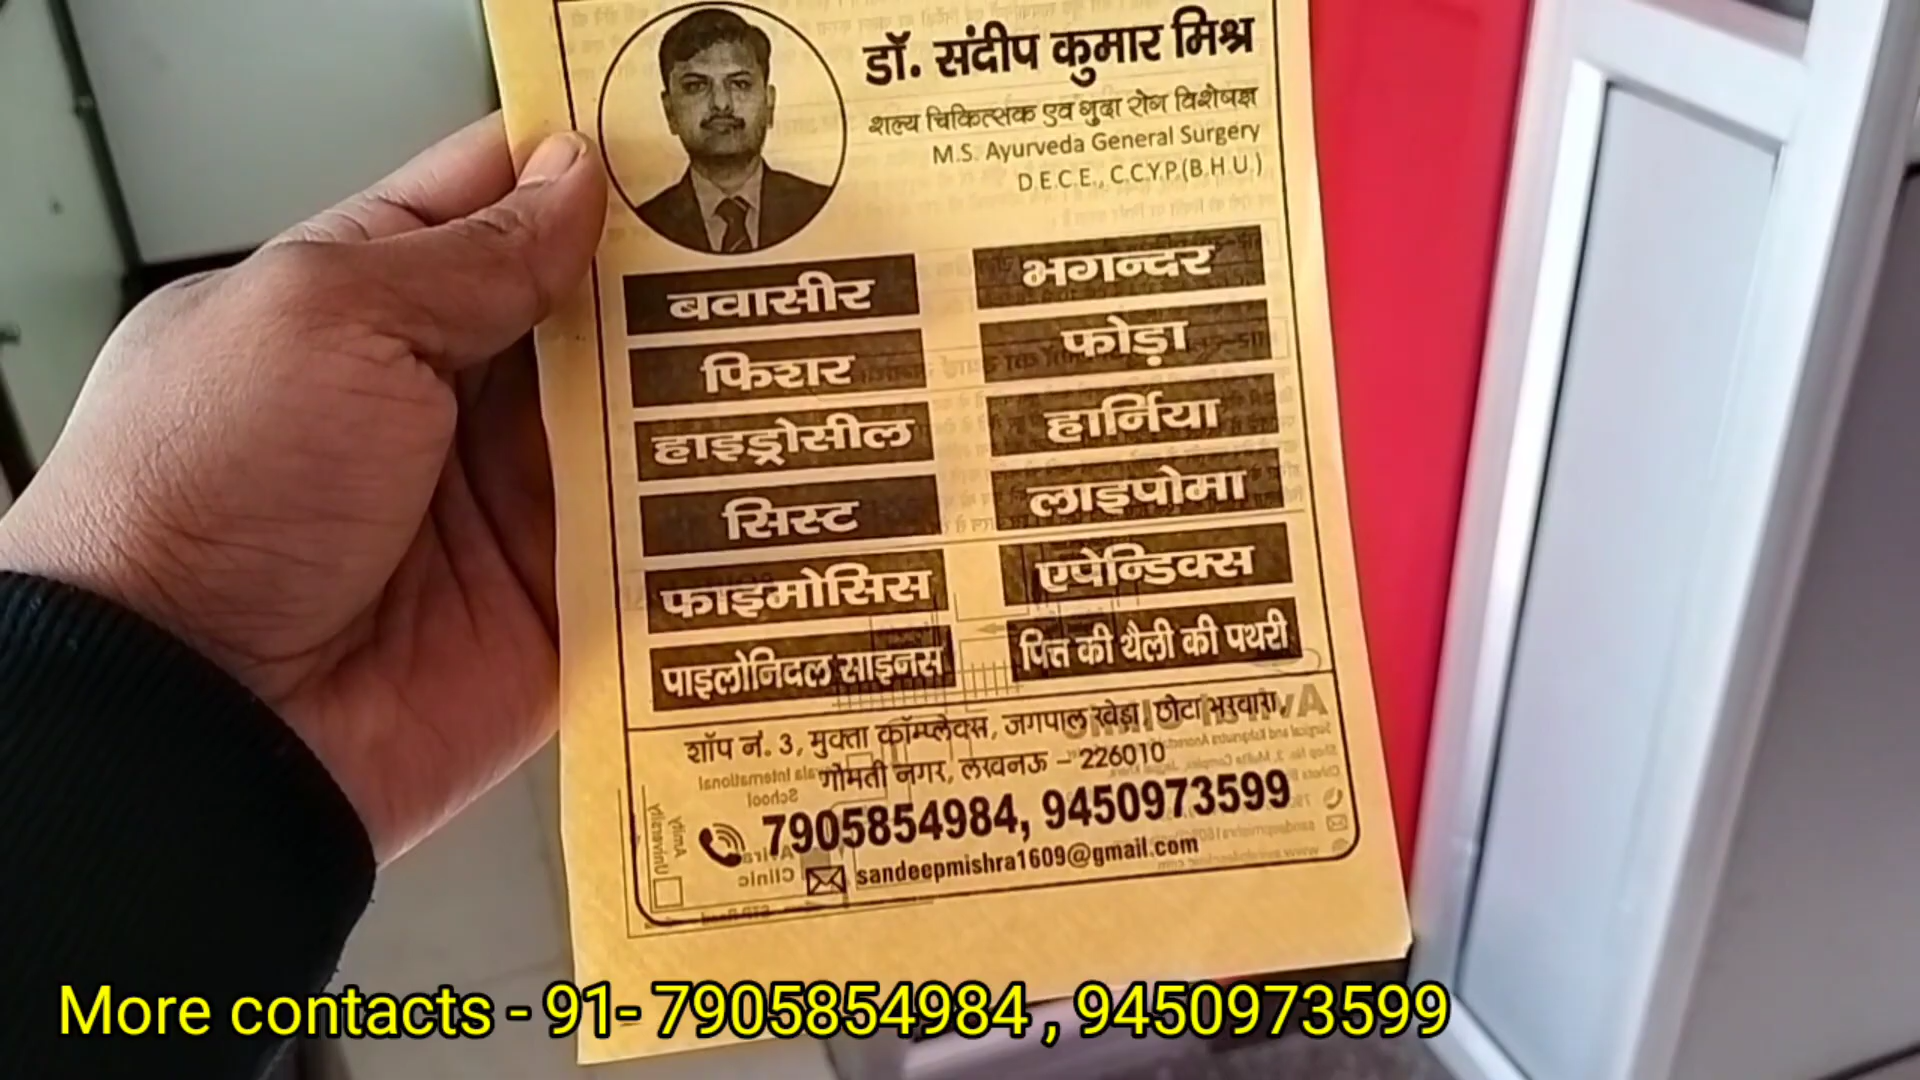 डॉ. संदीप कुमार मिश्र
शल्य चिकित्सक एवं गुदा रोग विशेषज्ञ
M.S. Ayurveda General Surgery
D.E.C.E., C.C.Y.P.(B.H.U.)
बवासीर
भगन्दर
फिशर
फोड़ा
हाइड्रोसील
हार्निया
सिस्ट
लाइपोमा
फाइमोसिस
एपेन्डिक्स
पाइलोनिदल साइनस
पित्त की थैली की पथरी
शॉप नं. 3, मुक्ता कॉम्प्लेक्स, जगपाल खेड़ा, छोटा भरवारा,
गोमती नगर, लखनऊ – 226010
7905854984, 9450973599
sandeepmishra1609@gmail.com
More contacts - 91- 7905854984 , 9450973599